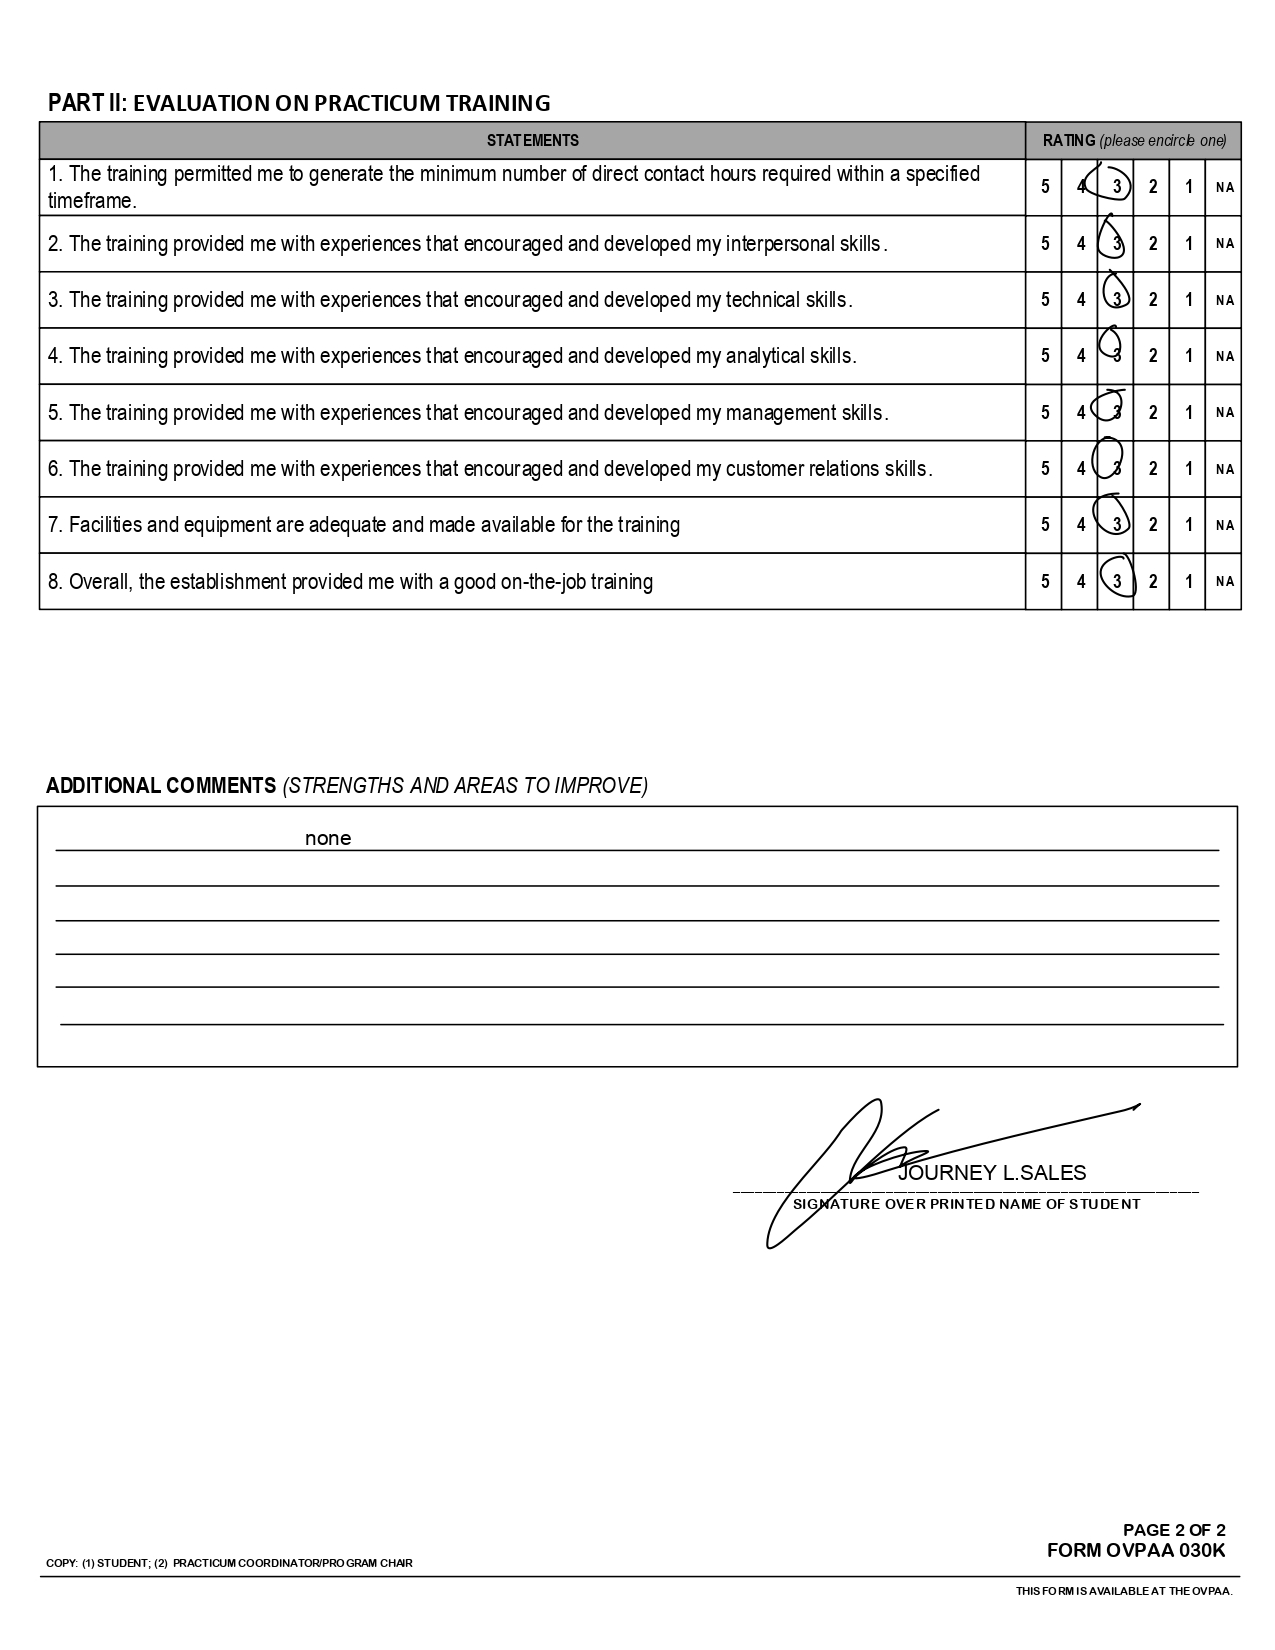 PART II: EVALUATION ON PRACTICUM TRAINING
STATEMENTS RATING (please encircle one)
1. The training permitted me to generate the minimum number of direct contact hours required within a specified
timeframe.
5 4 3 2 1 NA
2. The training provided me with experiences that encouraged and developed my interpersonal skills. 5 4 3 2 1 NA
3. The training provided me with experiences that encouraged and developed my technical skills. 5 4 3 2 1 NA
4. The training provided me with experiences that encouraged and developed my analytical skills. 5 4 3 2 1 NA
5. The training provided me with experiences that encouraged and developed my management skills. 5 4 3 2 1 NA
6. The training provided me with experiences that encouraged and developed my customer relations skills. 5 4 3 2 1 NA
7. Facilities and equipment are adequate and made available for the training 5 4 3 2 1 NA
8. Overall, the establishment provided me with a good on-the-job training 5 4 3 2 1 NA
ADDITIONAL COMMENTS (STRENGTHS AND AREAS TO IMPROVE)
none
JOURNEY L.SALES
SIGNATURE OVER PRINTED NAME OF STUDENT
PAGE 2 OF 2
FORM OVPAA 030K
COPY: (1) STUDENT; (2) PRACTICUM COORDINATOR/PROGRAM CHAIR
THIS FORM IS AVAILABLE AT THE OVPAA.